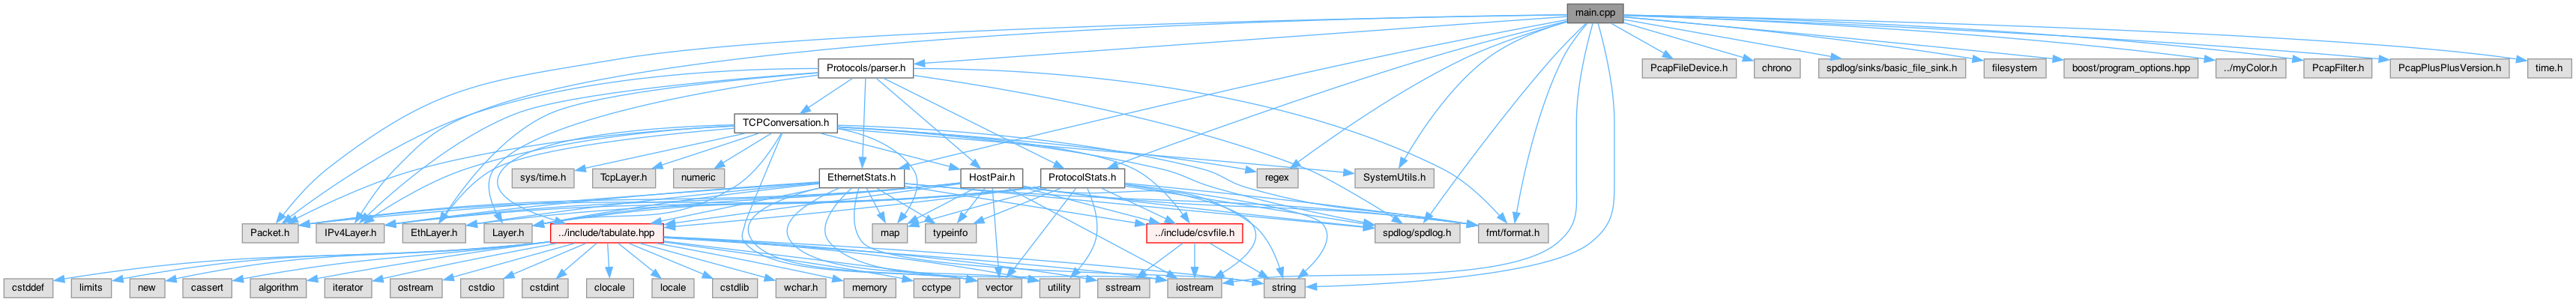 main.cpp
Protocols/parser.h
PcapFileDevice.h
chrono
spdlog/sinks/basic_file_sink.h
filesystem
boost/program_options.hpp
../myColor.h
PcapFilter.h
PcapPlusPlusVersion.h
time.h
TCPConversation.h
sys/time.h
TcpLayer.h
numeric
EthernetStats.h
HostPair.h
ProtocolStats.h
regex
SystemUtils.h
Packet.h
IPv4Layer.h
EthLayer.h
Layer.h
../include/tabulate.hpp
map
typeinfo
../include/csvfile.h
spdlog/spdlog.h
fmt/format.h
cstddef
limits
new
cassert
algorithm
iterator
ostream
cstdio
cstdint
clocale
locale
cstdlib
wchar.h
memory
cctype
vector
utility
sstream
iostream
string